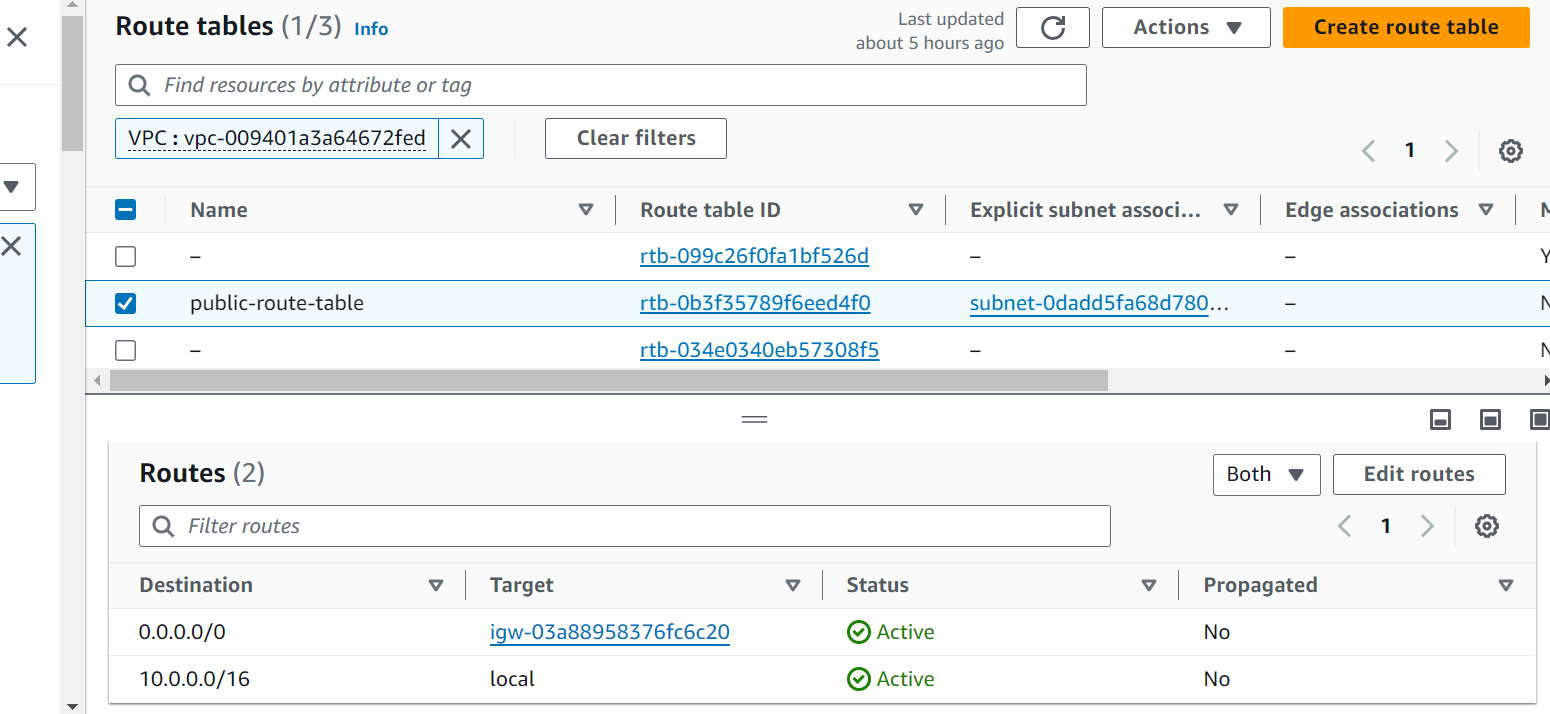 Route tables (1/3) Info
Last updated
about 5 hours ago
Actions
Create route table
Find resources by attribute or tag
VPC : vpc-009401a3a64672fed
Clear filters
1
Name Route table ID Explicit subnet associ... Edge associations M
– rtb-099c26f0fa1bf526d – – Y
public-route-table rtb-0b3f35789f6eed4f0 subnet-0dadd5fa68d780... – N
– rtb-034e0340eb57308f5 – – N
Routes (2)
Both
Edit routes
Filter routes
1
Destination Target Status Propagated
0.0.0.0/0 igw-03a88958376fc6c20 Active No
10.0.0.0/16 local Active No